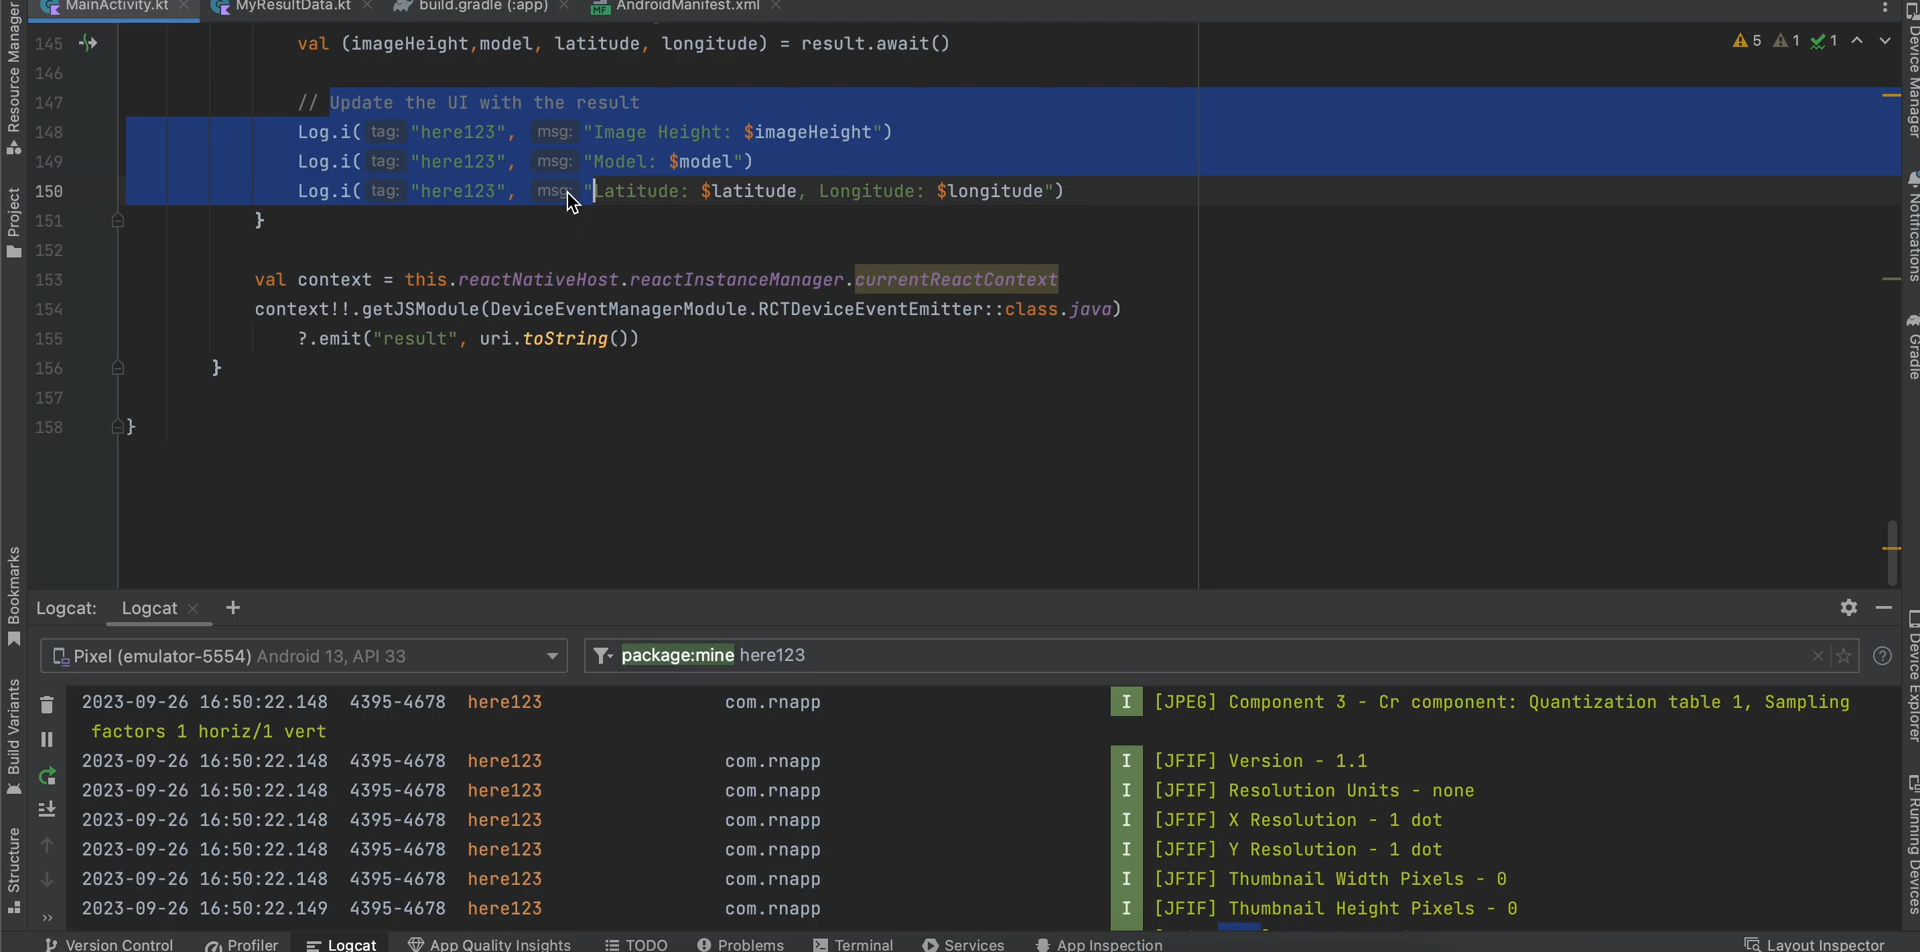 MainActivity.kt
MyResultData.kt
build.gradle (:app)
AndroidManifest.xml
Resource Manager
Project
Bookmarks
Build Variants
Structure
145 val (imageHeight,model, latitude, longitude) = result.await()
5 1 1
146
147 // Update the UI with the result
148 Log.i( tag: "here123", msg: "Image Height: $imageHeight")
149 Log.i( tag: "here123", msg: "Model: $model")
150 Log.i( tag: "here123", msg: "Latitude: $latitude, Longitude: $longitude")
151 }
152
153 val context = this.reactNativeHost.reactInstanceManager.currentReactContext
154 context!!.getJSModule(DeviceEventManagerModule.RCTDeviceEventEmitter::class.java)
155 ?.emit("result", uri.toString())
156 }
157
158 }
Device Manager
Notifications
Gradle
Device Explorer
Running Devices
Logcat: Logcat
Pixel (emulator-5554) Android 13, API 33
package:mine here123
2023-09-26 16:50:22.148 4395-4678 here123 com.rnapp I [JPEG] Component 3 - Cr component: Quantization table 1, Sampling
factors 1 horiz/1 vert
2023-09-26 16:50:22.148 4395-4678 here123 com.rnapp I [JFIF] Version - 1.1
2023-09-26 16:50:22.148 4395-4678 here123 com.rnapp I [JFIF] Resolution Units - none
2023-09-26 16:50:22.148 4395-4678 here123 com.rnapp I [JFIF] X Resolution - 1 dot
2023-09-26 16:50:22.148 4395-4678 here123 com.rnapp I [JFIF] Y Resolution - 1 dot
2023-09-26 16:50:22.148 4395-4678 here123 com.rnapp I [JFIF] Thumbnail Width Pixels - 0
2023-09-26 16:50:22.149 4395-4678 here123 com.rnapp I [JFIF] Thumbnail Height Pixels - 0
Version Control
Profiler
Logcat
App Quality Insights
TODO
Problems
Terminal
Services
App Inspection
Layout Inspector